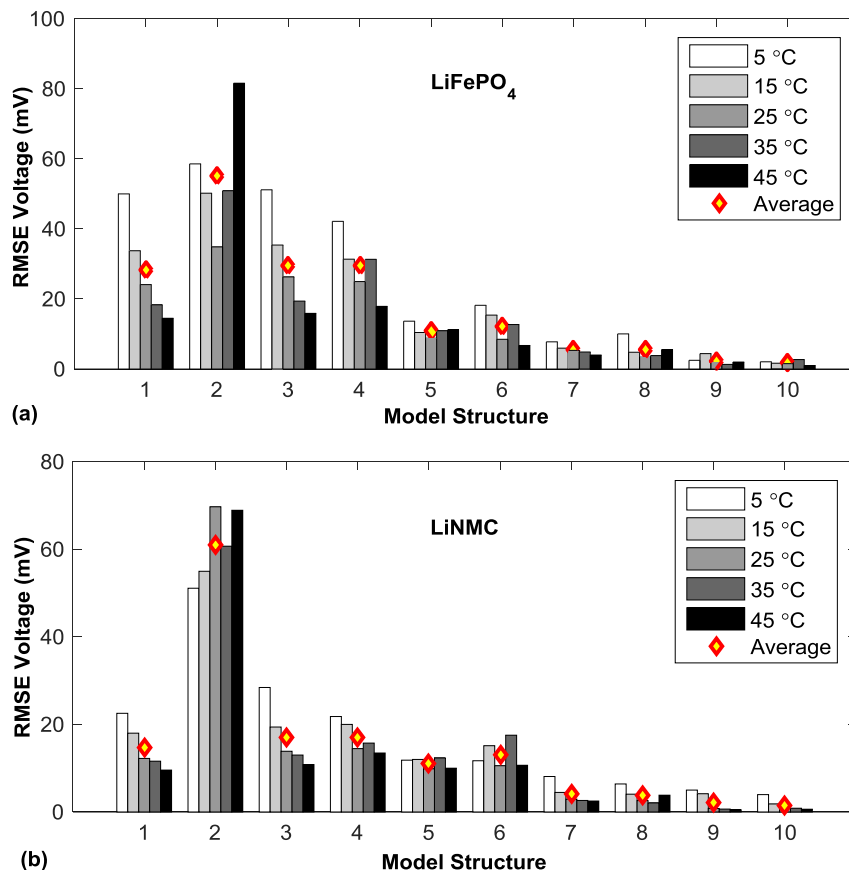 100
80
60
40
20
0
RMSE Voltage (mV)
LiFePO4
5 °C
15 °C
25 °C
35 °C
45 °C
Average
1 2 3 4 5 6 7 8 9 10
(a)
Model Structure
80
60
40
20
0
RMSE Voltage (mV)
LiNMC
5 °C
15 °C
25 °C
35 °C
45 °C
Average
1 2 3 4 5 6 7 8 9 10
(b)
Model Structure